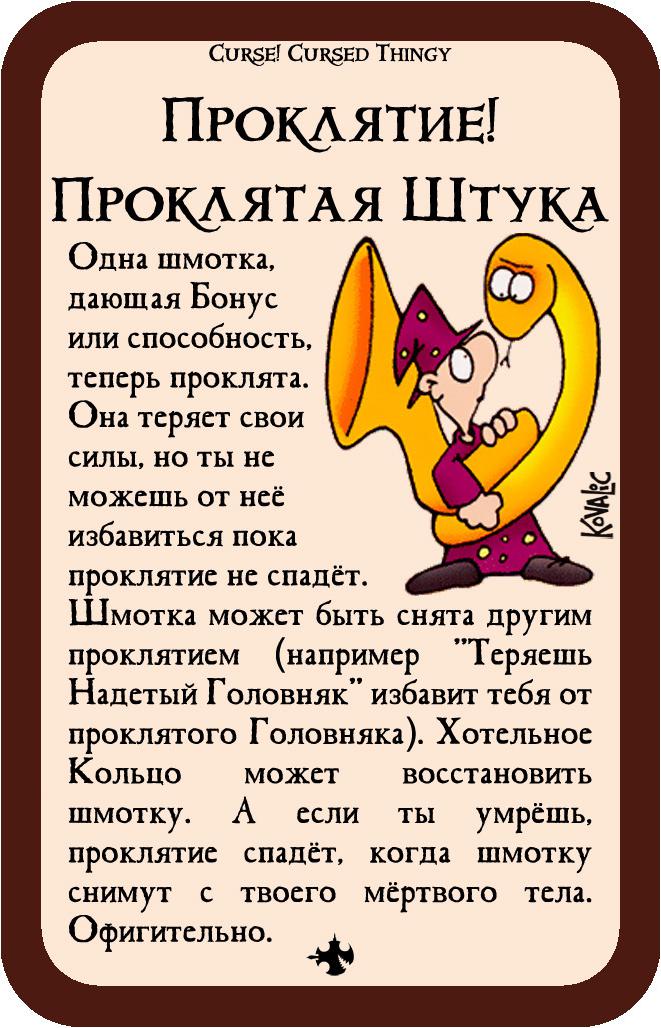 Curse! Cursed Thingy
Проклятие!
Проклятая Штука
Одна шмотка,
дающая Бонус
или способность,
теперь проклята.
Она теряет свои
силы, но ты не
можешь от неё
избавиться пока
проклятие не спадёт.
Шмотка может быть снята другим
проклятием (например "Теряешь
Надетый Головняк" избавит тебя от
проклятого Головняка). Хотельное
Кольцо может восстановить
шмотку. А если ты умрёшь,
проклятие спадёт, когда шмотку
снимут с твоего мёртвого тела.
Офигительно.
Kovalic